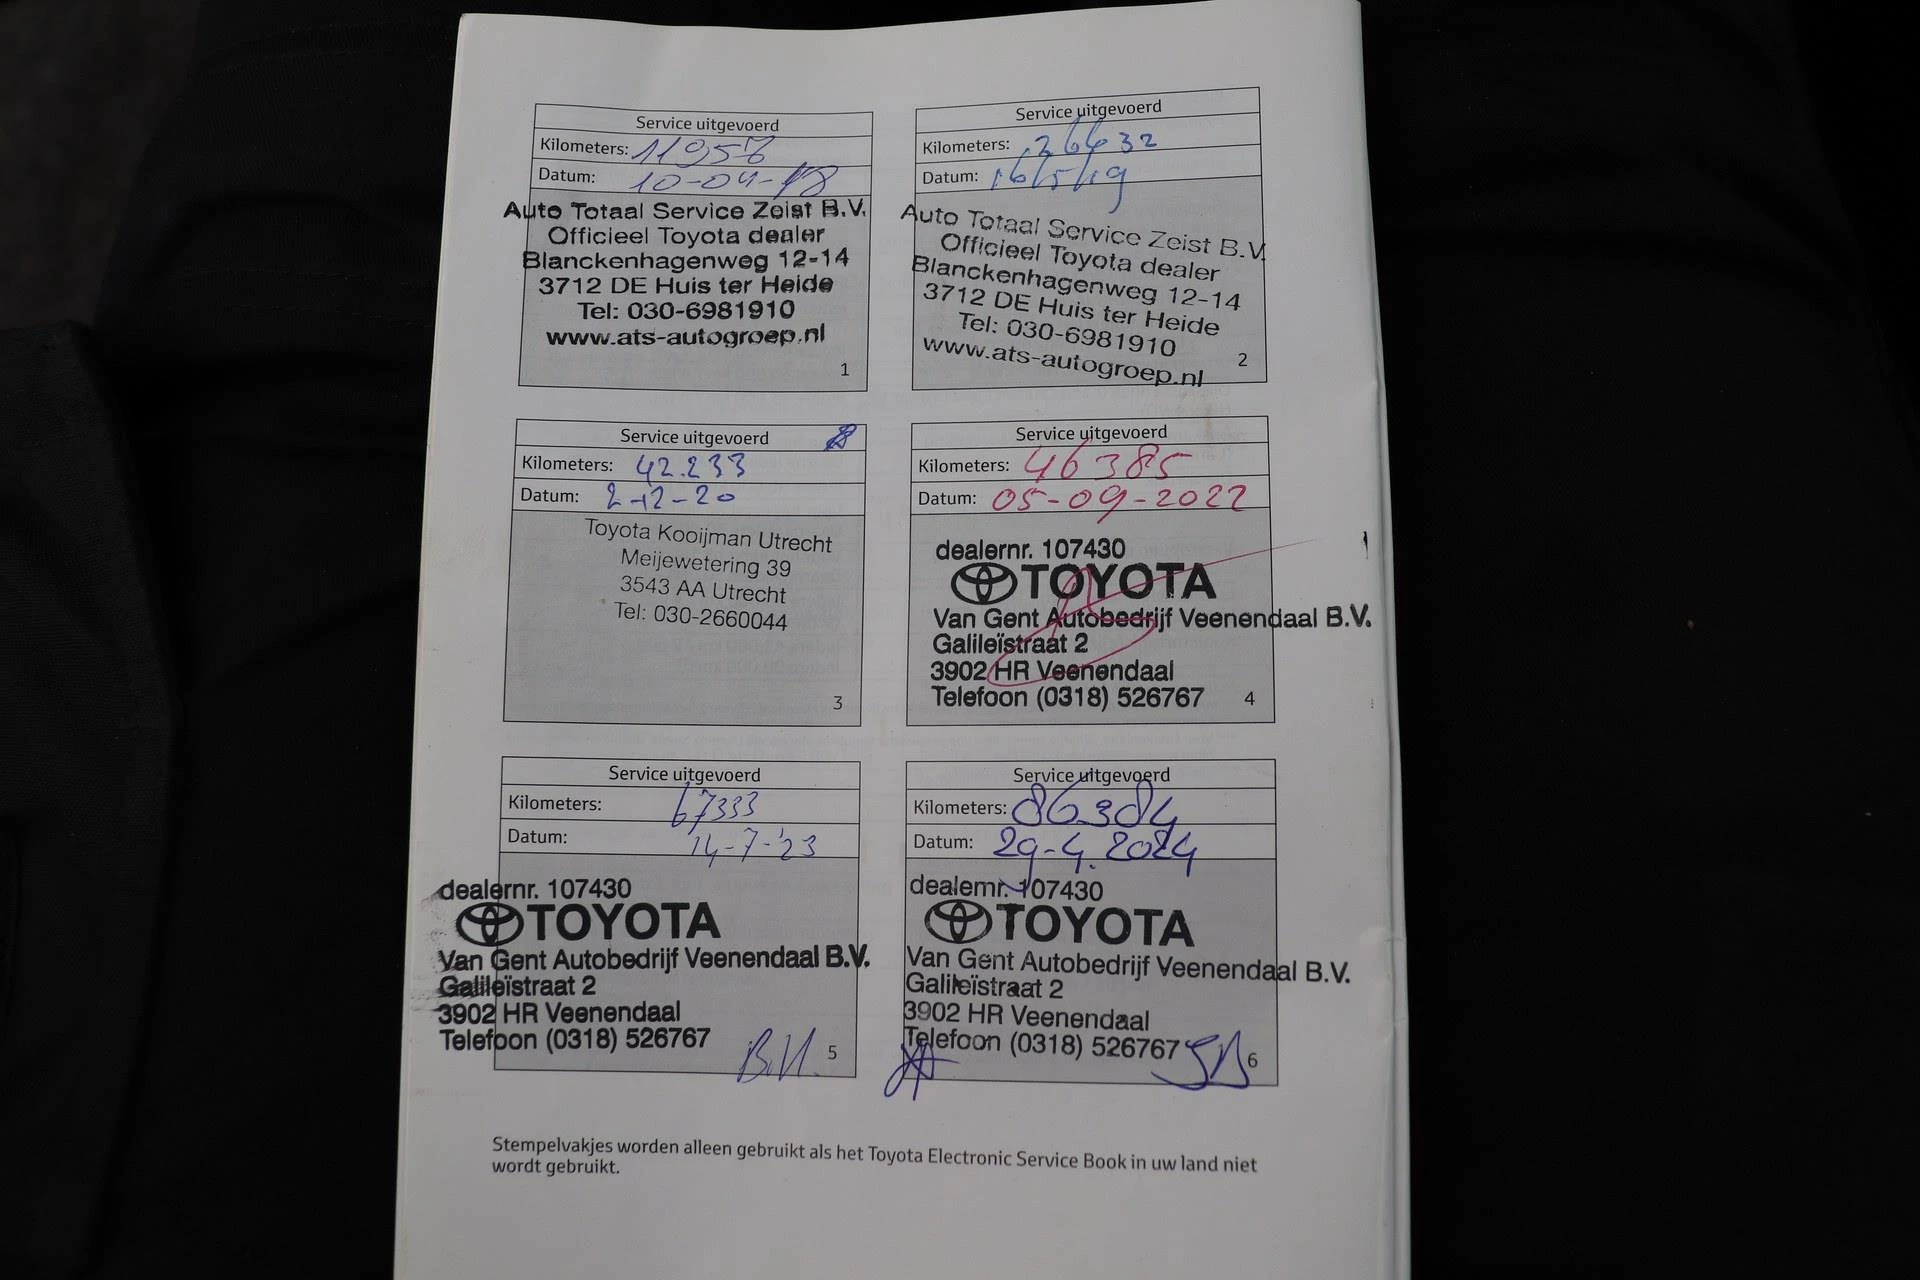 Service uitgevoerd
Kilometers: 11958
Datum: 10-04-18
Auto Totaal Service Zeist B.V.
Officieel Toyota dealer
Blanckenhagenweg 12-14
3712 DE Huis ter Heide
Tel: 030-6981910
www.ats-autogroep.nl
1
Service uitgevoerd
Kilometers: 26432
Datum: 16/5/19
Auto Totaal Service Zeist B.V.
Officieel Toyota dealer
Blanckenhagenweg 12-14
3712 DE Huis ter Heide
Tel: 030-6981910
www.ats-autogroep.nl
2
Service uitgevoerd
Kilometers: 42.233
Datum: 2-12-20
Toyota Kooijman Utrecht
Meijewetering 39
3543 AA Utrecht
Tel: 030-2660044
3
Service uitgevoerd
Kilometers: 46385
Datum: 05-09-2022
dealernr. 107430
TOYOTA
Van Gent Autobedrijf Veenendaal B.V.
Galileïstraat 2
3902 HR Veenendaal
Telefoon (0318) 526767
4
Service uitgevoerd
Kilometers: 67333
Datum: 14-7-'23
dealernr. 107430
TOYOTA
Van Gent Autobedrijf Veenendaal B.V.
Galileïstraat 2
3902 HR Veenendaal
Telefoon (0318) 526767
5
Service uitgevoerd
Kilometers: 86384
Datum: 29-4.2024
dealernr. 107430
TOYOTA
Van Gent Autobedrijf Veenendaal B.V.
Galileïstraat 2
3902 HR Veenendaal
Telefoon (0318) 526767
6
Stempelvakjes worden alleen gebruikt als het Toyota Electronic Service Book in uw land niet
wordt gebruikt.